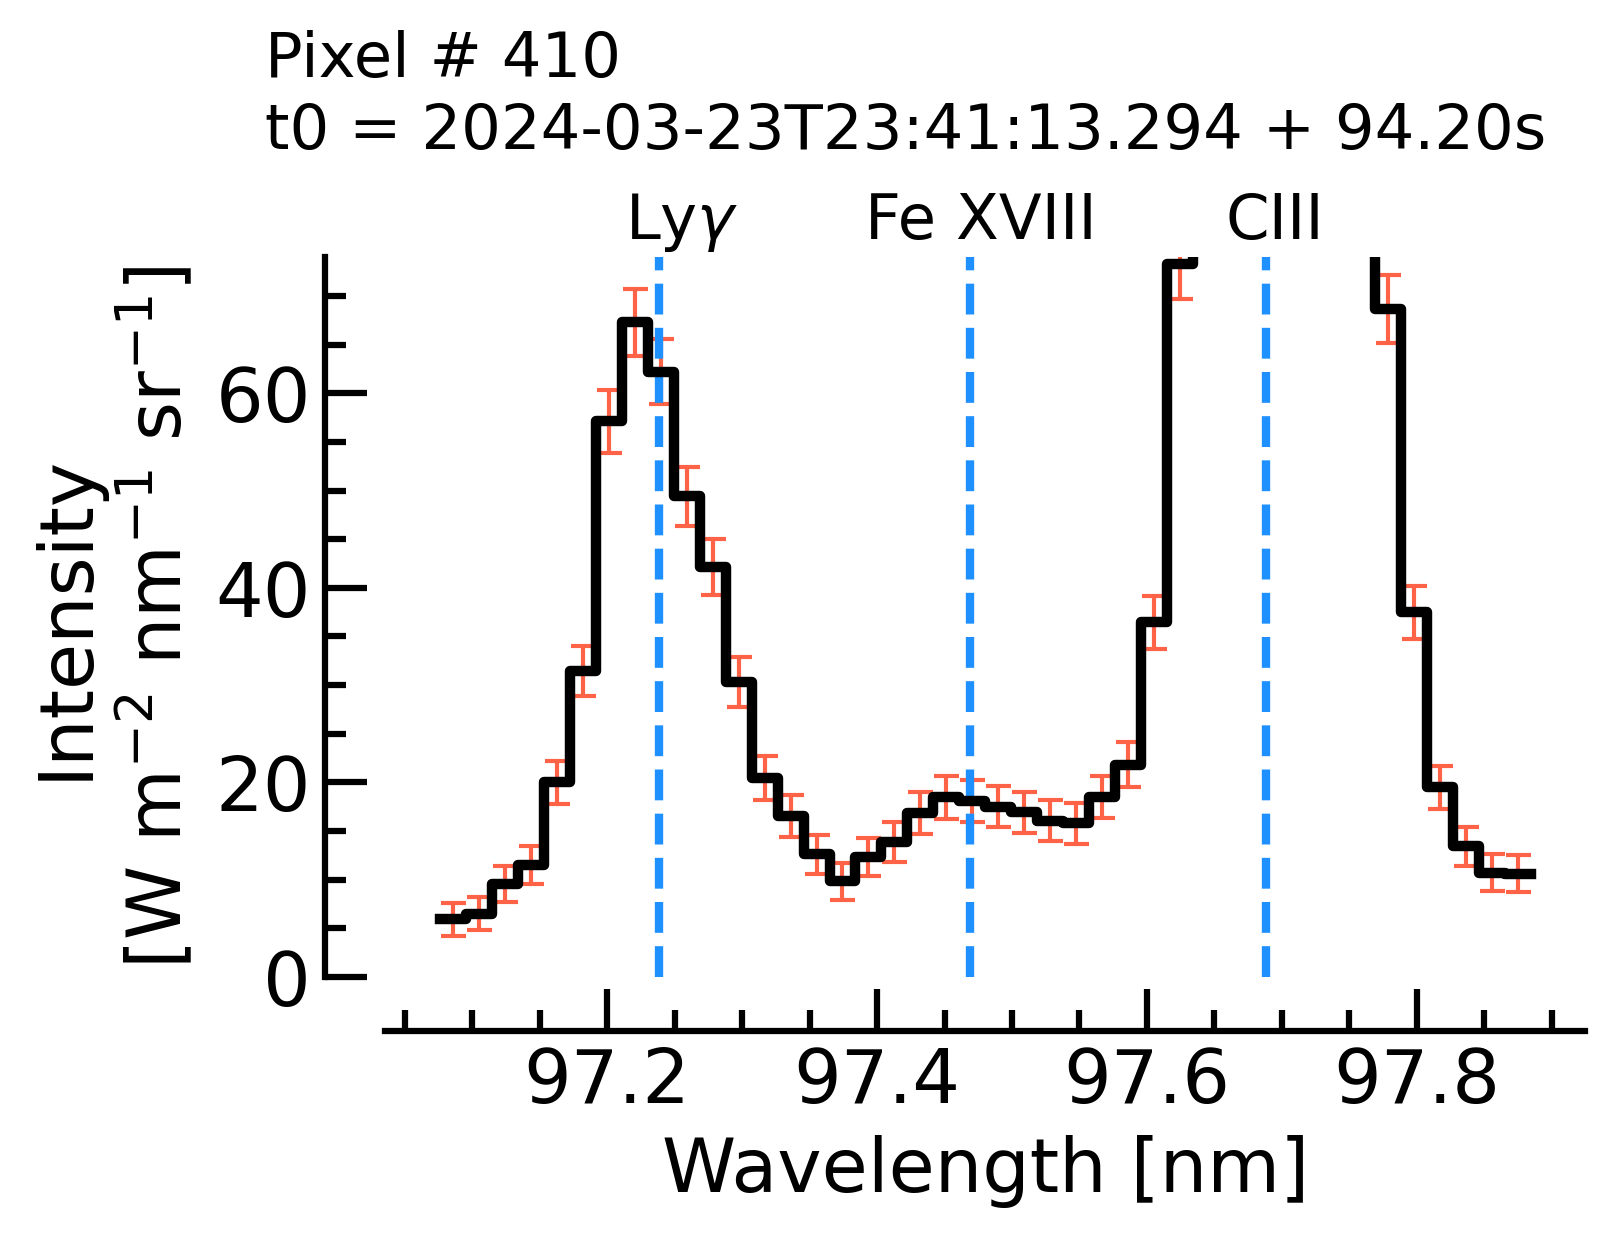 Pixel # 410
t0 = 2024-03-23T23:41:13.294 + 94.20s
Lyγ Fe XVIII CIII
Intensity
[W m⁻² nm⁻¹ sr⁻¹]
60
40
20
0
97.2 97.4 97.6 97.8
Wavelength [nm]